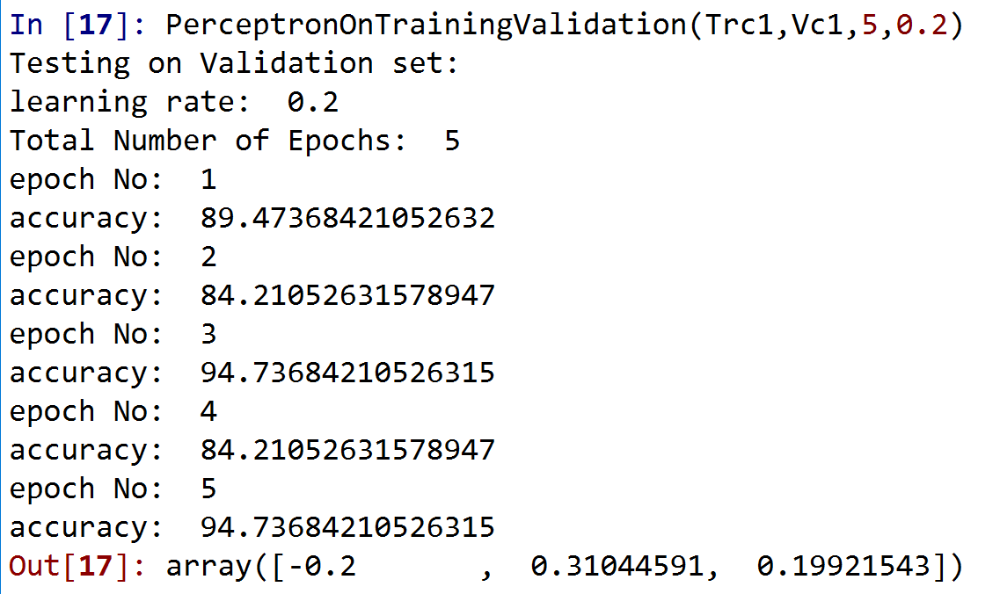 In [17]: PerceptronOnTrainingValidation(Trc1,Vc1,5,0.2)
Testing on Validation set:
learning rate:  0.2
Total Number of Epochs:  5
epoch No:  1
accuracy:  89.47368421052632
epoch No:  2
accuracy:  84.21052631578947
epoch No:  3
accuracy:  94.73684210526315
epoch No:  4
accuracy:  84.21052631578947
epoch No:  5
accuracy:  94.73684210526315
Out[17]: array([-0.2       ,  0.31044591,  0.19921543])